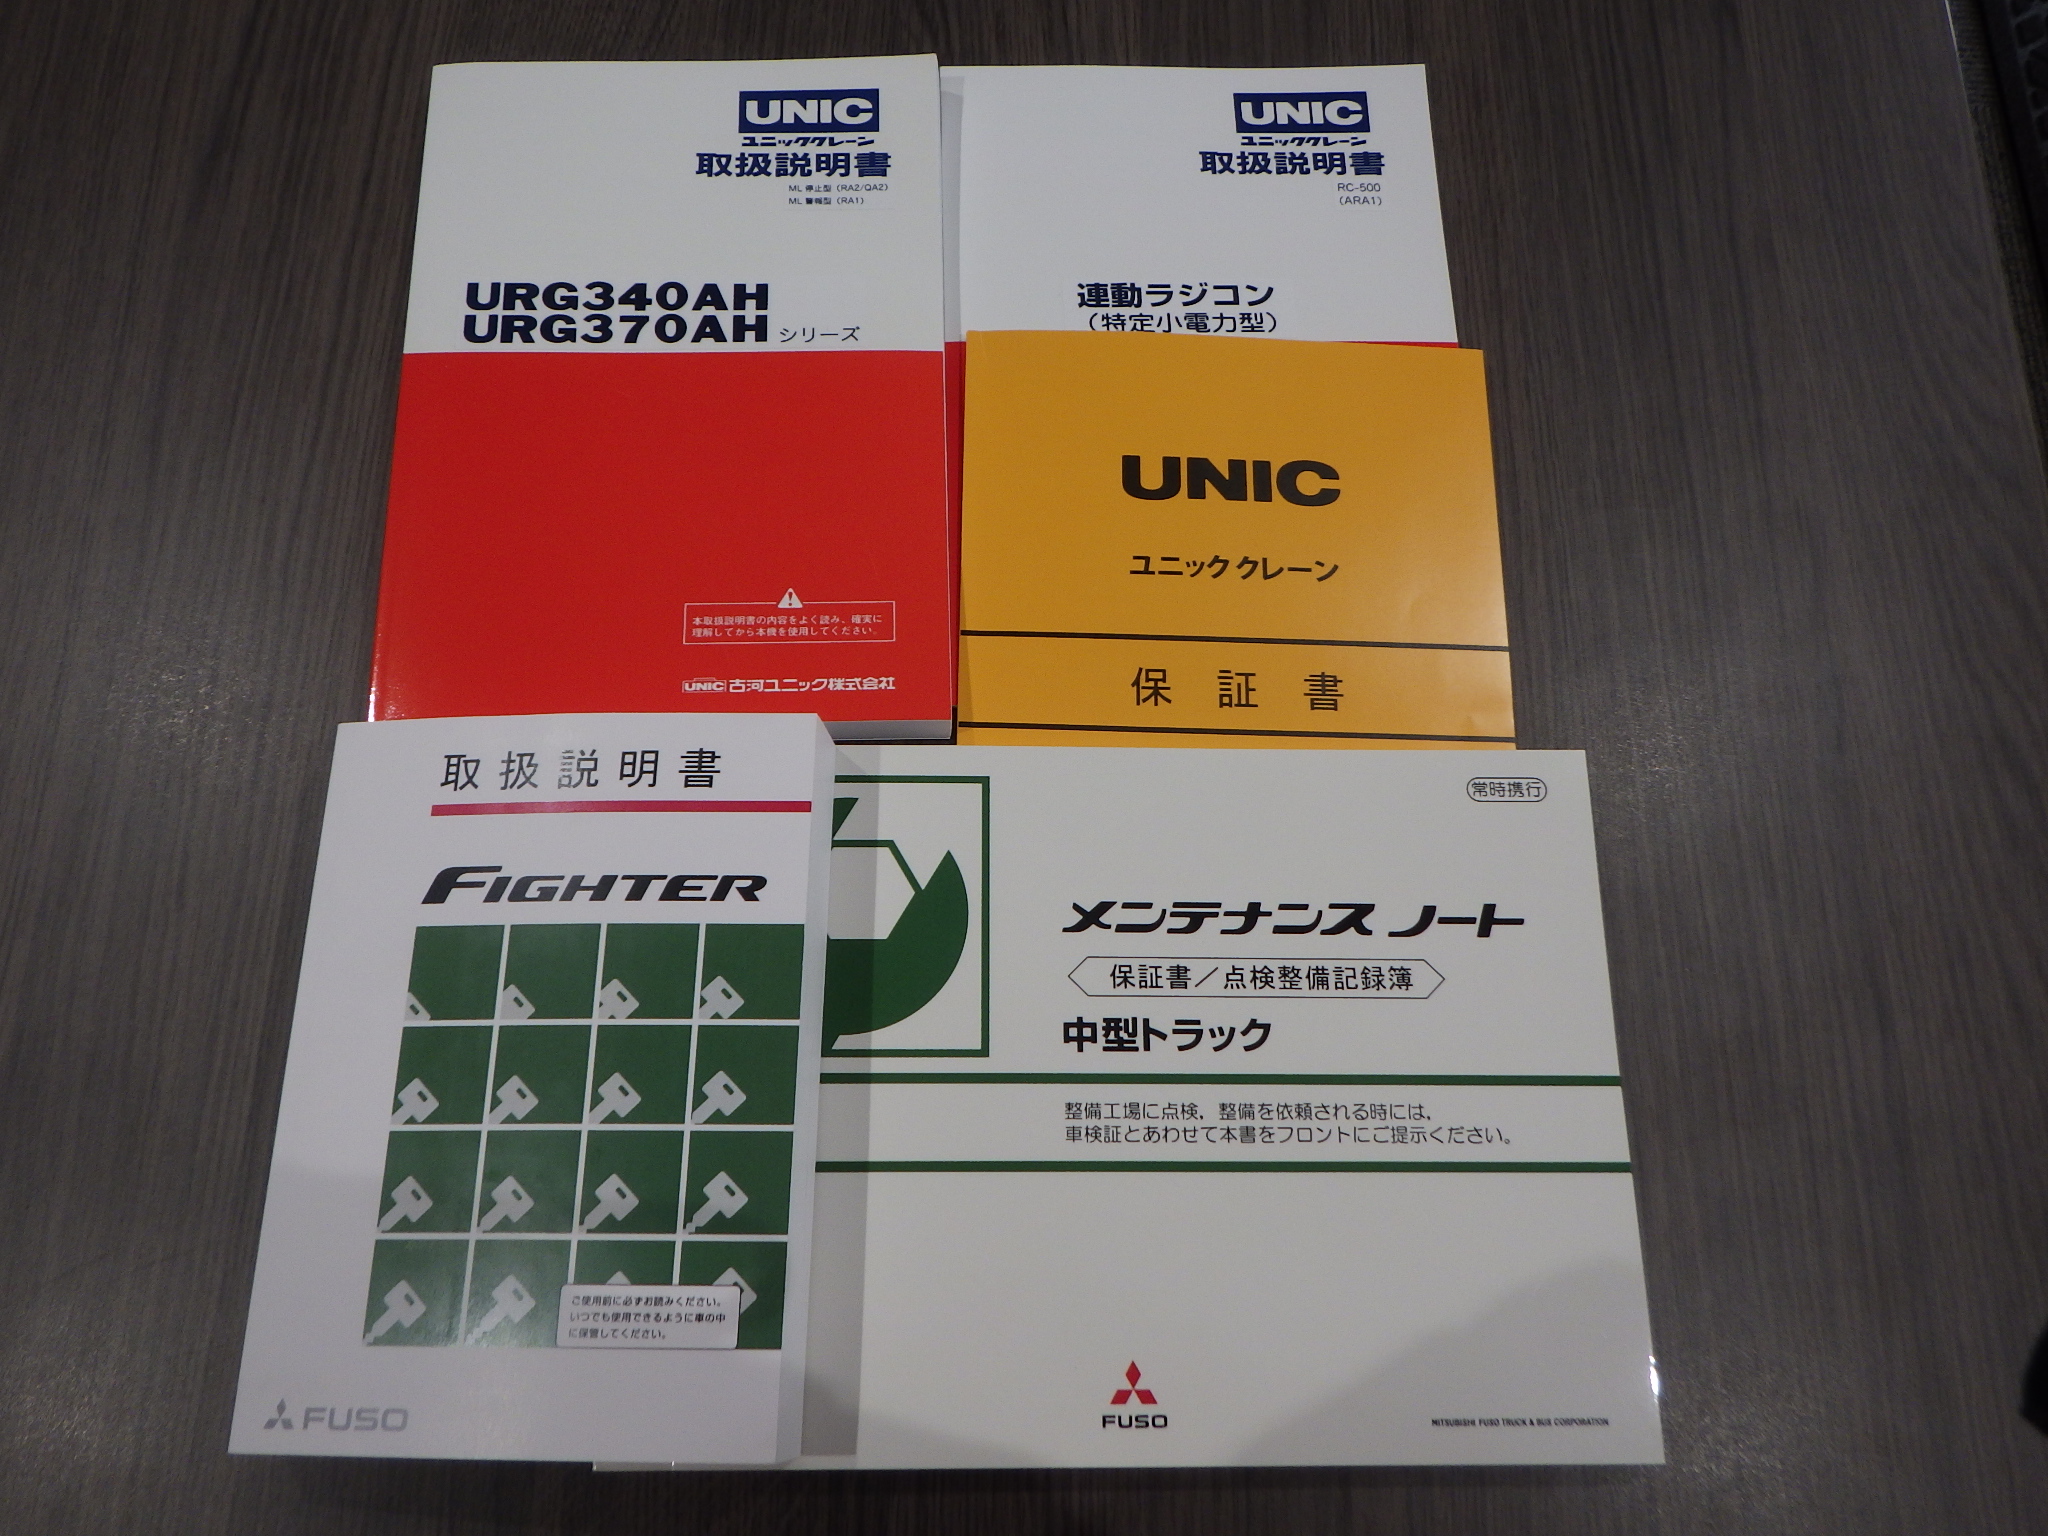 UNIC
ユニッククレーン
取扱説明書
ML 停止型 (RA2/QA2)
ML 警報型 (RA1)
URG340AH
URG370AH シリーズ
本取扱説明書の内容をよく読み、確実に
理解してから本機を使用してください。
UNIC 古河ユニック株式会社
UNIC
ユニッククレーン
取扱説明書
RC-500
(ARA1)
連動ラジコン
(特定小電力型)
UNIC
ユニッククレーン
保証書
取扱説明書
FIGHTER
ご使用前に必ずお読みください。
いつでも使用できるように車の中
に保管してください。
FUSO
常時携行
メンテナンス ノート
保証書/点検整備記録簿
中型トラック
整備工場に点検,整備を依頼される時には,
車検証とあわせて本書をフロントにご提示ください。
FUSO
MITSUBISHI FUSO TRUCK & BUS CORPORATION